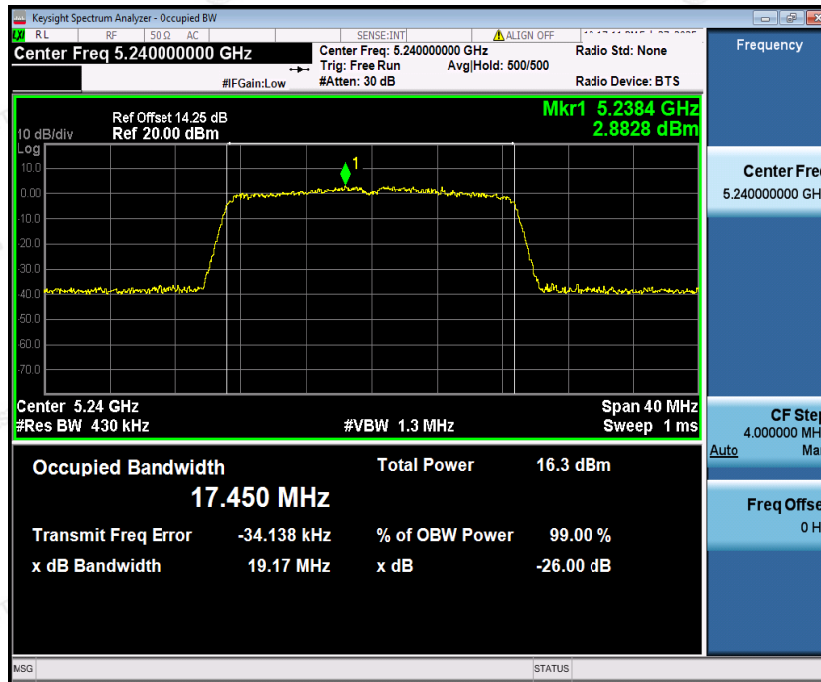 Keysight Spectrum Analyzer - Occupied BW
LXI RL RF 50 Ω AC SENSE:INT ALIGN OFF
Center Freq 5.240000000 GHz
Center Freq: 5.240000000 GHz
Radio Std: None
Trig: Free Run Avg|Hold: 500/500
#IFGain:Low
#Atten: 30 dB
Radio Device: BTS
Ref Offset 14.25 dB
Mkr1 5.2384 GHz
10 dB/div Ref 20.00 dBm
2.8828 dBm
Log
1
10.0
0.00
-10.0
-20.0
-30.0
-40.0
-50.0
-60.0
-70.0
Center 5.24 GHz Span 40 MHz
#Res BW 430 kHz #VBW 1.3 MHz Sweep 1 ms
Occupied Bandwidth Total Power 16.3 dBm
17.450 MHz
Transmit Freq Error -34.138 kHz % of OBW Power 99.00 %
x dB Bandwidth 19.17 MHz x dB -26.00 dB
MSG STATUS
Frequency
Center Fre
5.240000000 GH
CF Step
4.000000 MH
Auto Ma
Freq Offse
0 H